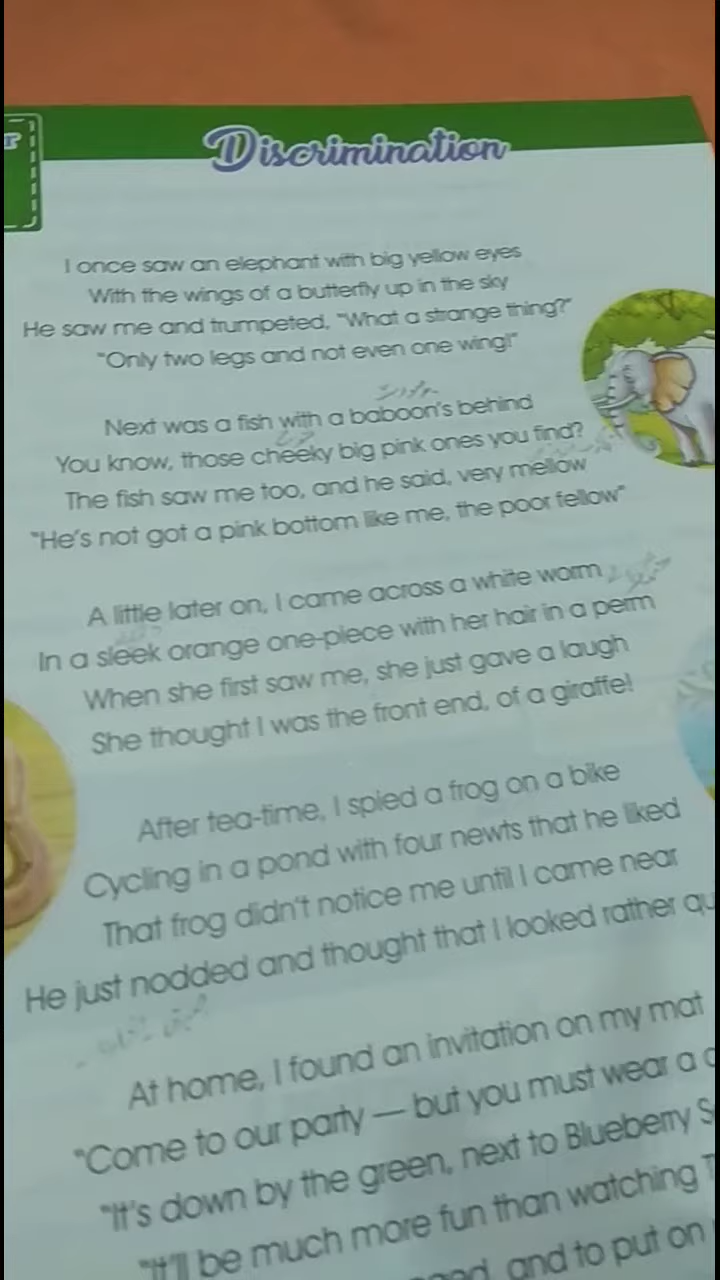 Discrimination
I once saw an elephant with big yellow eyes
With the wings of a butterfly up in the sky
He saw me and trumpeted, "What a strange thing?"
"Only two legs and not even one wing!"
Next was a fish with a baboon's behind
You know, those cheeky big pink ones you find?
The fish saw me too, and he said, very mellow
"He's not got a pink bottom like me, the poor fellow"
A little later on, I came across a white worm
In a sleek orange one-piece with her hair in a perm
When she first saw me, she just gave a laugh
She thought I was the front end, of a giraffe!
After tea-time, I spied a frog on a bike
Cycling in a pond with four newts that he liked
That frog didn't notice me until I came near
He just nodded and thought that I looked rather
At home, I found an invitation on my mat
"Come to our party — but you must wear a
"It's down by the green, next to Blueberry
"It'll be much more fun than watching
and to put on